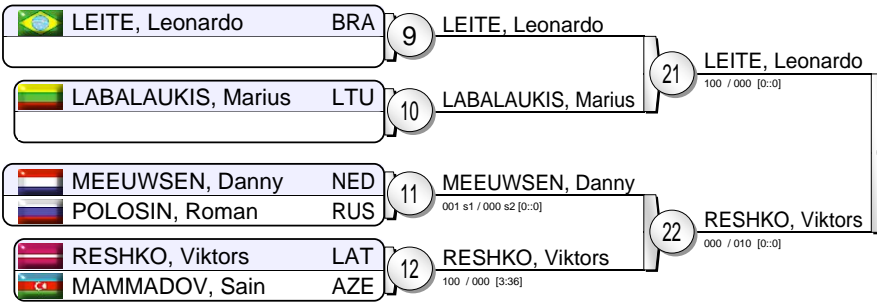 LEITE, Leonardo BRA
9
LEITE, Leonardo
LABALAUKIS, Marius LTU
10
LABALAUKIS, Marius
21
LEITE, Leonardo
100 / 000 [0::0]
MEEUWSEN, Danny NED
POLOSIN, Roman RUS
11
MEEUWSEN, Danny
001 s1 / 000 s2 [0::0]
RESHKO, Viktors LAT
MAMMADOV, Sain AZE
12
RESHKO, Viktors
100 / 000 [3:36]
22
RESHKO, Viktors
000 / 010 [0::0]